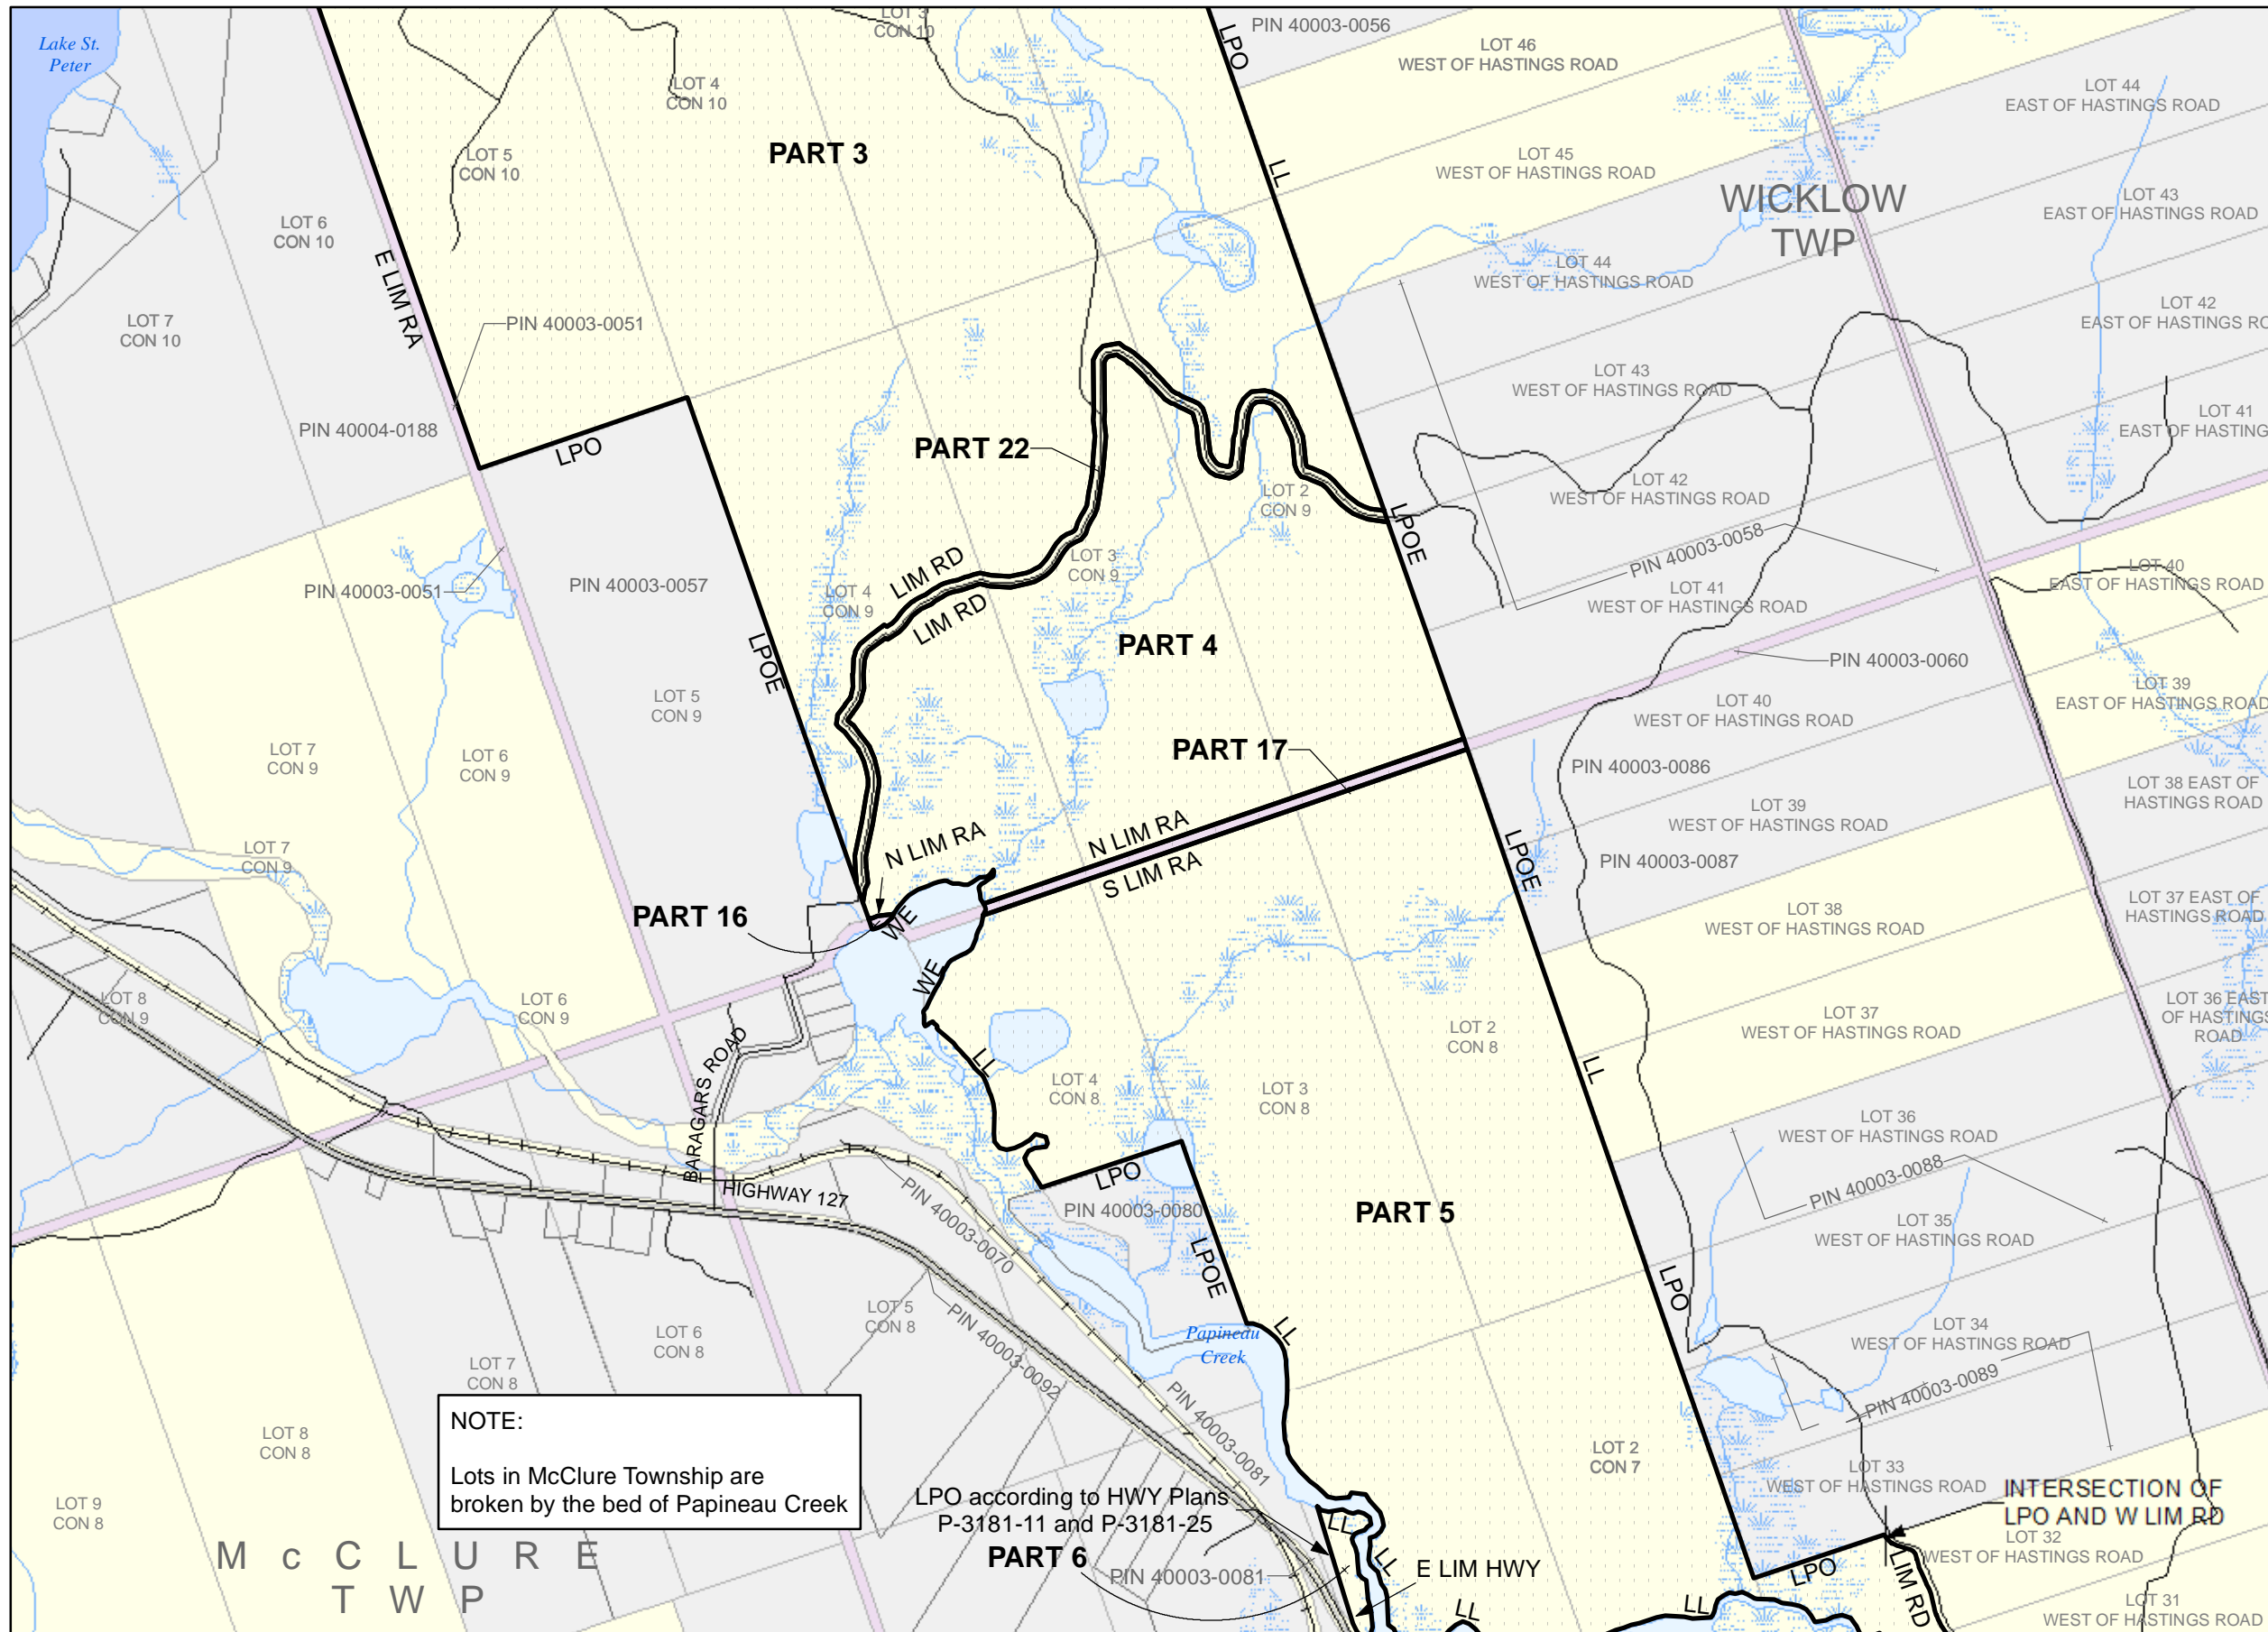 LOT 3
CON 10
LPO
PIN 40003-0056
Lake St.
Peter
LOT 46
WEST OF HASTINGS ROAD
LOT 4
CON 10
LOT 44
EAST OF HASTINGS ROAD
PART 3
LOT 5
CON 10
LL
LOT 45
WEST OF HASTINGS ROAD
WICKLOW
TWP
LOT 43
EAST OF HASTINGS ROAD
LOT 6
CON 10
E LIM RA
LOT 44
WEST OF HASTINGS ROAD
LOT 42
EAST OF HASTINGS RO
LOT 7
CON 10
PIN 40003-0051
LOT 43
WEST OF HASTINGS ROAD
LOT 41
EAST OF HASTING
PIN 40004-0188
LPO
PART 22
LOT 2
CON 9
LOT 42
WEST OF HASTINGS ROAD
LPOE
PIN 40003-0058
LOT 40
EAST OF HASTINGS ROAD
PIN 40003-0051
PIN 40003-0057
LIM RD
LIM RD
LOT 3
CON 9
LOT 4
CON 9
LOT 41
WEST OF HASTINGS ROAD
PART 4
LPOE
PIN 40003-0060
LOT 5
CON 9
LOT 40
WEST OF HASTINGS ROAD
LOT 39
EAST OF HASTINGS ROAD
LOT 7
CON 9
LOT 6
CON 9
PART 17
PIN 40003-0086
LOT 38 EAST OF
HASTINGS ROAD
LOT 39
WEST OF HASTINGS ROAD
N LIM RA
N LIM RA
S LIM RA
LOT 7
CON 9
LPOE
PIN 40003-0087
PART 16
WE
LOT 38
WEST OF HASTINGS ROAD
LOT 37 EAST OF
HASTINGS ROAD
WE
LOT 8
CON 9
LOT 6
CON 9
LOT 37
WEST OF HASTINGS ROAD
LOT 36 EAST
OF HASTINGS
ROAD
LOT 2
CON 8
BARAGARS ROAD
LL
LOT 4
CON 8
LOT 3
CON 8
LL
LOT 36
WEST OF HASTINGS ROAD
LPO
HIGHWAY 127
PIN 40003-0070
PIN 40003-0080
PART 5
PIN 40003-0088
LOT 35
WEST OF HASTINGS ROAD
LPOE
LPO
LOT 5
CON 8
PIN 40003-0092
LL
Papineau
Creek
LOT 6
CON 8
LOT 7
CON 8
LOT 34
WEST OF HASTINGS ROAD
PIN 40003-0089
PIN 40003-0081
NOTE:
Lots in McClure Township are
broken by the bed of Papineau Creek
LOT 8
CON 8
LOT 2
CON 7
LOT 33
WEST OF HASTINGS ROAD
INTERSECTION OF
LPO AND W LIM RD
LOT 9
CON 8
LPO according to HWY Plans
P-3181-11 and P-3181-25
LL
LL
McCLURE
TWP
PART 6
PIN 40003-0081
E LIM HWY
LPO
LOT 32
WEST OF HASTINGS ROAD
LIM RD
LL
LL
LOT 31
WEST OF HASTINGS ROAD